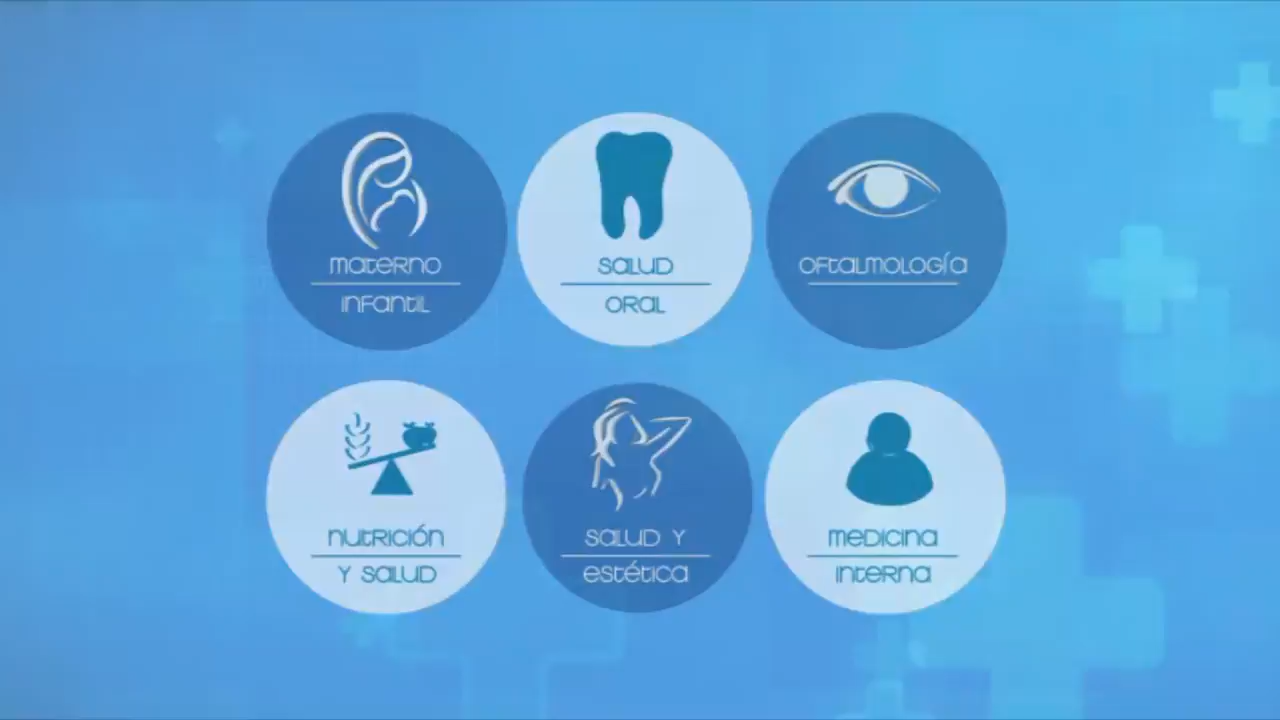 materno
infantil
SALUD
ORAL
OFTALMOLOGÍA
nutrición
Y SALUD
SALUD Y
estética
medicina
interna